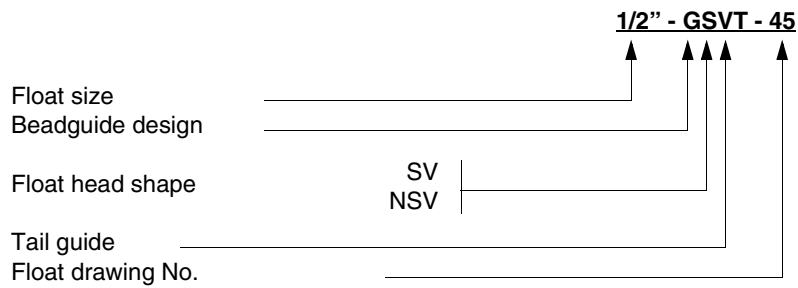 1/2” - GSVT - 45
Float size
Beadguide design
Float head shape
SV
NSV
Tail guide
Float drawing No.